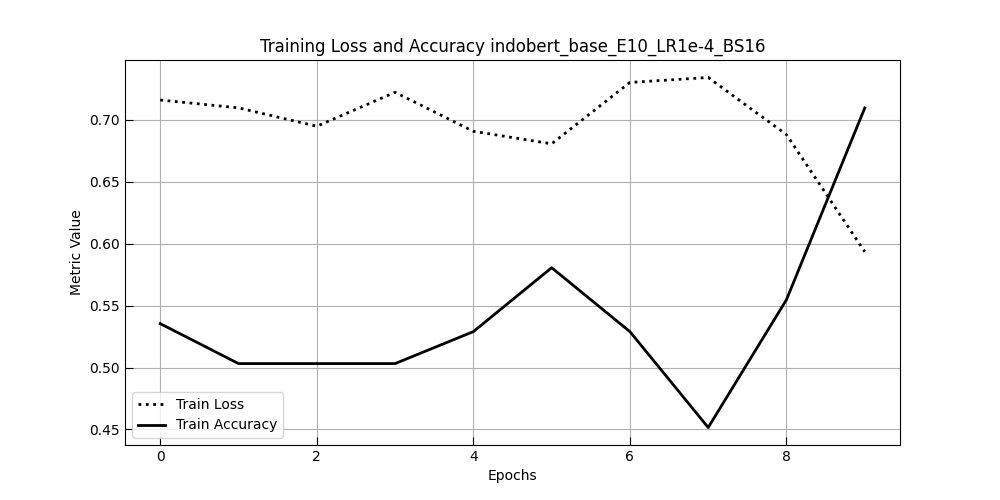 Training Loss and Accuracy indobert_base_E10_LR1e-4_BS16
0.70
0.65
0.60
0.55
0.50
0.45
Metric Value
Train Loss
Train Accuracy
0 2 4 6 8
Epochs